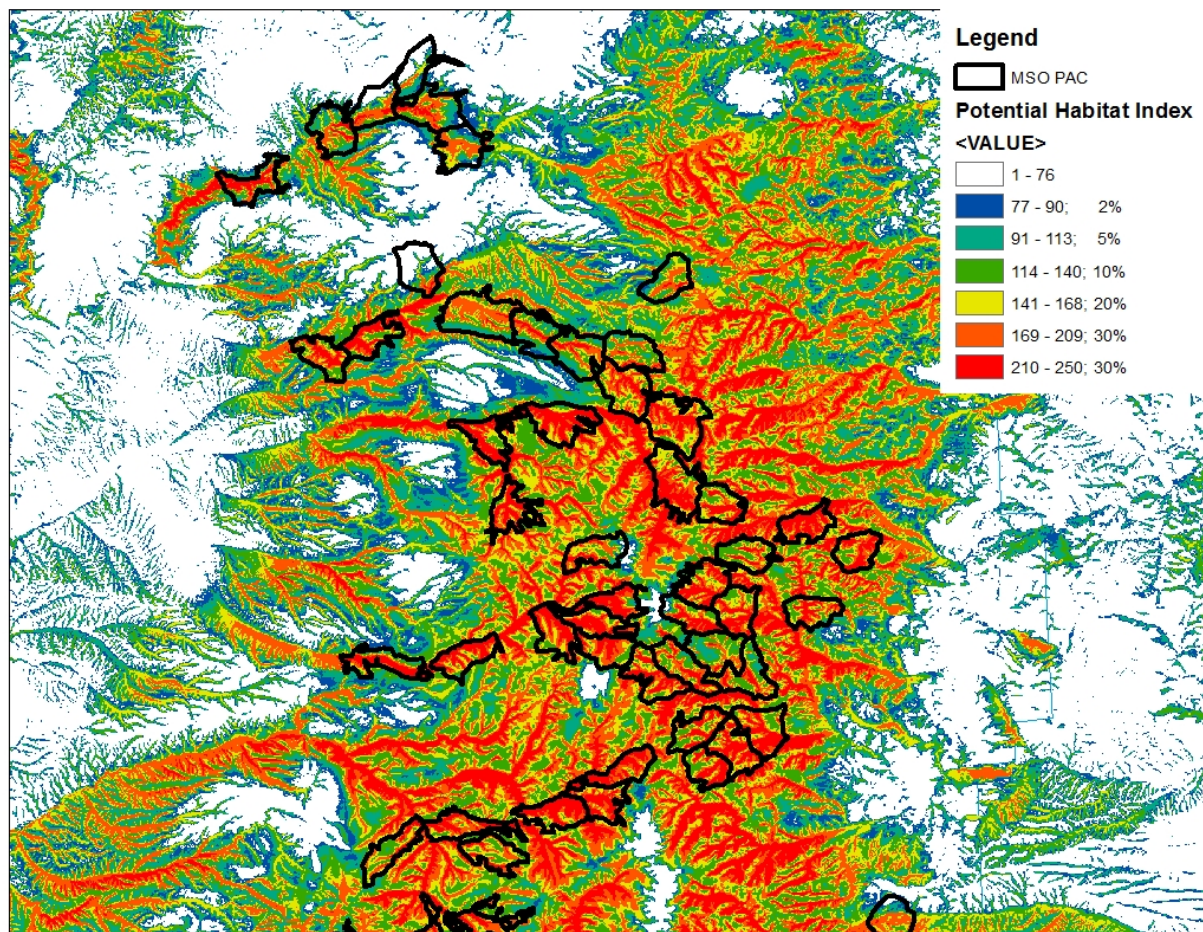 Legend
MSO PAC
Potential Habitat Index
<VALUE>
1 - 76
77 - 90; 2%
91 - 113; 5%
114 - 140; 10%
141 - 168; 20%
169 - 209; 30%
210 - 250; 30%